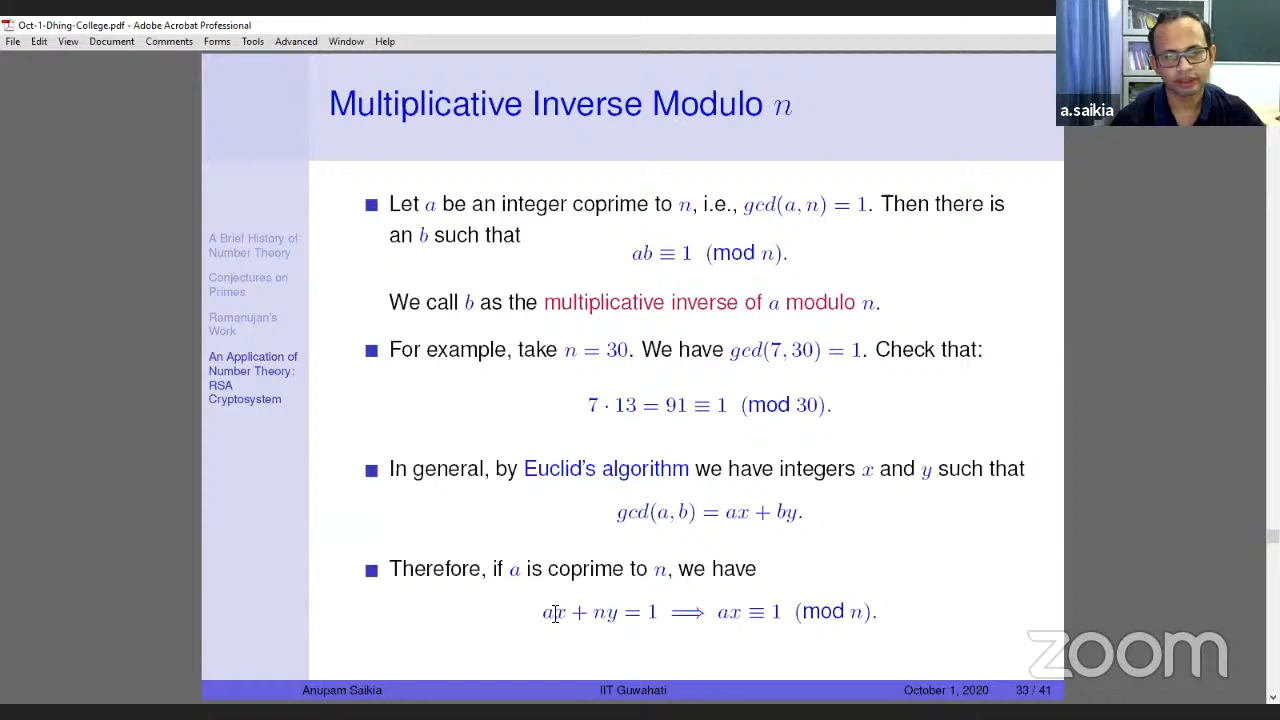 Oct-1-Dhing-College.pdf - Adobe Acrobat Professional
File Edit View Document Comments Forms Tools Advanced Window Help
a.saikia
Multiplicative Inverse Modulo n
A Brief History of
Number Theory
Conjectures on
Primes
Ramanujan's
Work
An Application of
Number Theory:
RSA
Cryptosystem
Let a be an integer coprime to n, i.e., gcd(a, n) = 1. Then there is
an b such that
ab ≡ 1 (mod n).
We call b as the multiplicative inverse of a modulo n.
For example, take n = 30. We have gcd(7, 30) = 1. Check that:
7 · 13 = 91 ≡ 1 (mod 30).
In general, by Euclid's algorithm we have integers x and y such that
gcd(a, b) = ax + by.
Therefore, if a is coprime to n, we have
ax + ny = 1 ⟹ ax ≡ 1 (mod n).
zoom
Anupam Saikia IIT Guwahati October 1, 2020 33 / 41